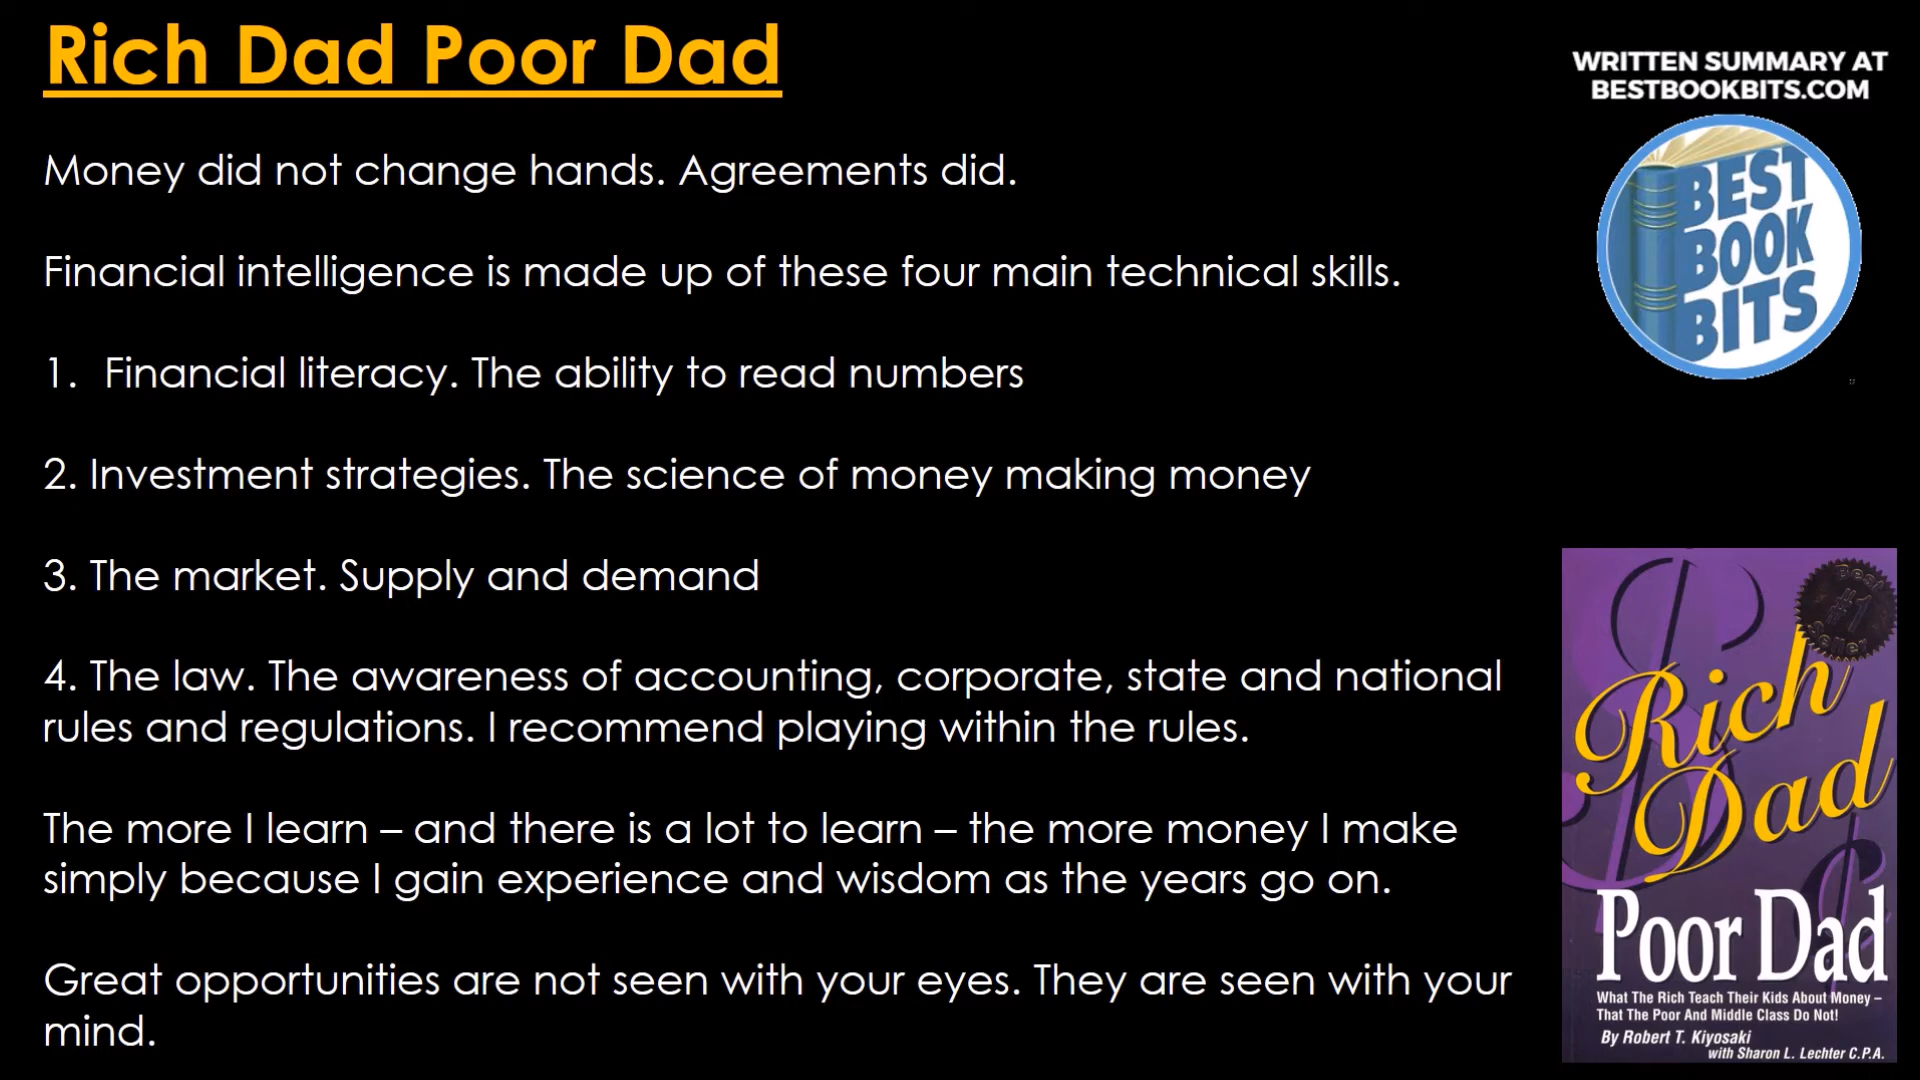 Rich Dad Poor Dad
Money did not change hands. Agreements did.
Financial intelligence is made up of these four main technical skills.
1. Financial literacy. The ability to read numbers
2. Investment strategies. The science of money making money
3. The market. Supply and demand
4. The law. The awareness of accounting, corporate, state and national
rules and regulations. I recommend playing within the rules.
The more I learn – and there is a lot to learn – the more money I make
simply because I gain experience and wisdom as the years go on.
Great opportunities are not seen with your eyes. They are seen with your
mind.
WRITTEN SUMMARY AT
BESTBOOKBITS.COM
BEST
BOOK
BITS
Best
#1
Seller
Rich
Dad
Poor Dad
What The Rich Teach Their Kids About Money –
That The Poor And Middle Class Do Not!
By Robert T. Kiyosaki
with Sharon L. Lechter C.P.A.